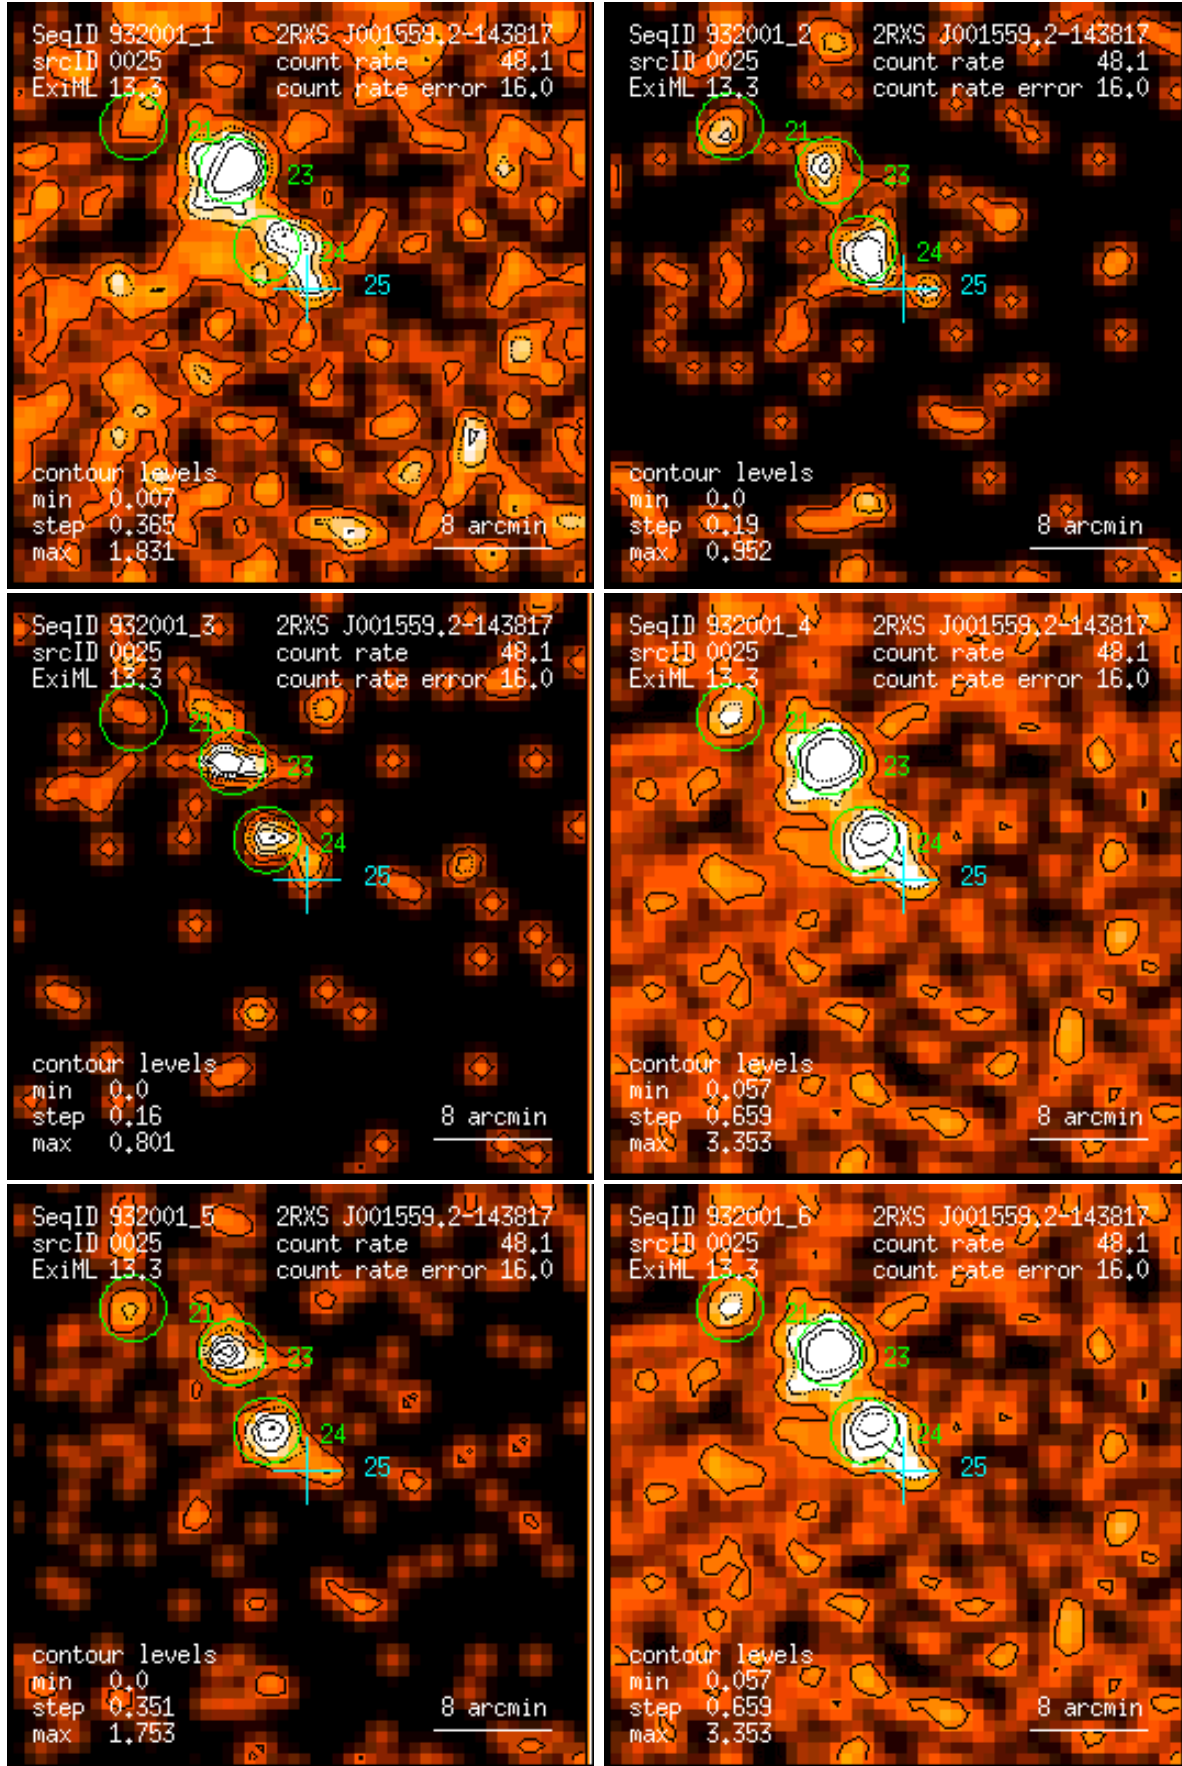 SeqID 932001_1 2RXS J001559.2-143817
srcID 0025 count rate 48.1
ExiML 13.3 count rate error 16.0
21
23
24
25
contour levels
min 0.007
step 0.365 8 arcmin
max 1.831
SeqID 932001_2 2RXS J001559.2-143817
srcID 0025 count rate 48.1
ExiML 13.3 count rate error 16.0
21
23
24
25
contour levels
min 0.0
step 0.19 8 arcmin
max 0.952
SeqID 932001_3 2RXS J001559.2-143817
srcID 0025 count rate 48.1
ExiML 13.3 count rate error 16.0
21
23
24
25
contour levels
min 0.0
step 0.16 8 arcmin
max 0.801
SeqID 932001_4 2RXS J001559.2-143817
srcID 0025 count rate 48.1
ExiML 13.3 count rate error 16.0
21
23
24
25
contour levels
min 0.057
step 0.659 8 arcmin
max 3.353
SeqID 932001_5 2RXS J001559.2-143817
srcID 0025 count rate 48.1
ExiML 13.3 count rate error 16.0
21
23
24
25
contour levels
min 0.0
step 0.351 8 arcmin
max 1.753
SeqID 932001_6 2RXS J001559.2-143817
srcID 0025 count rate 48.1
ExiML 13.3 count rate error 16.0
21
23
24
25
contour levels
min 0.057
step 0.659 8 arcmin
max 3.353